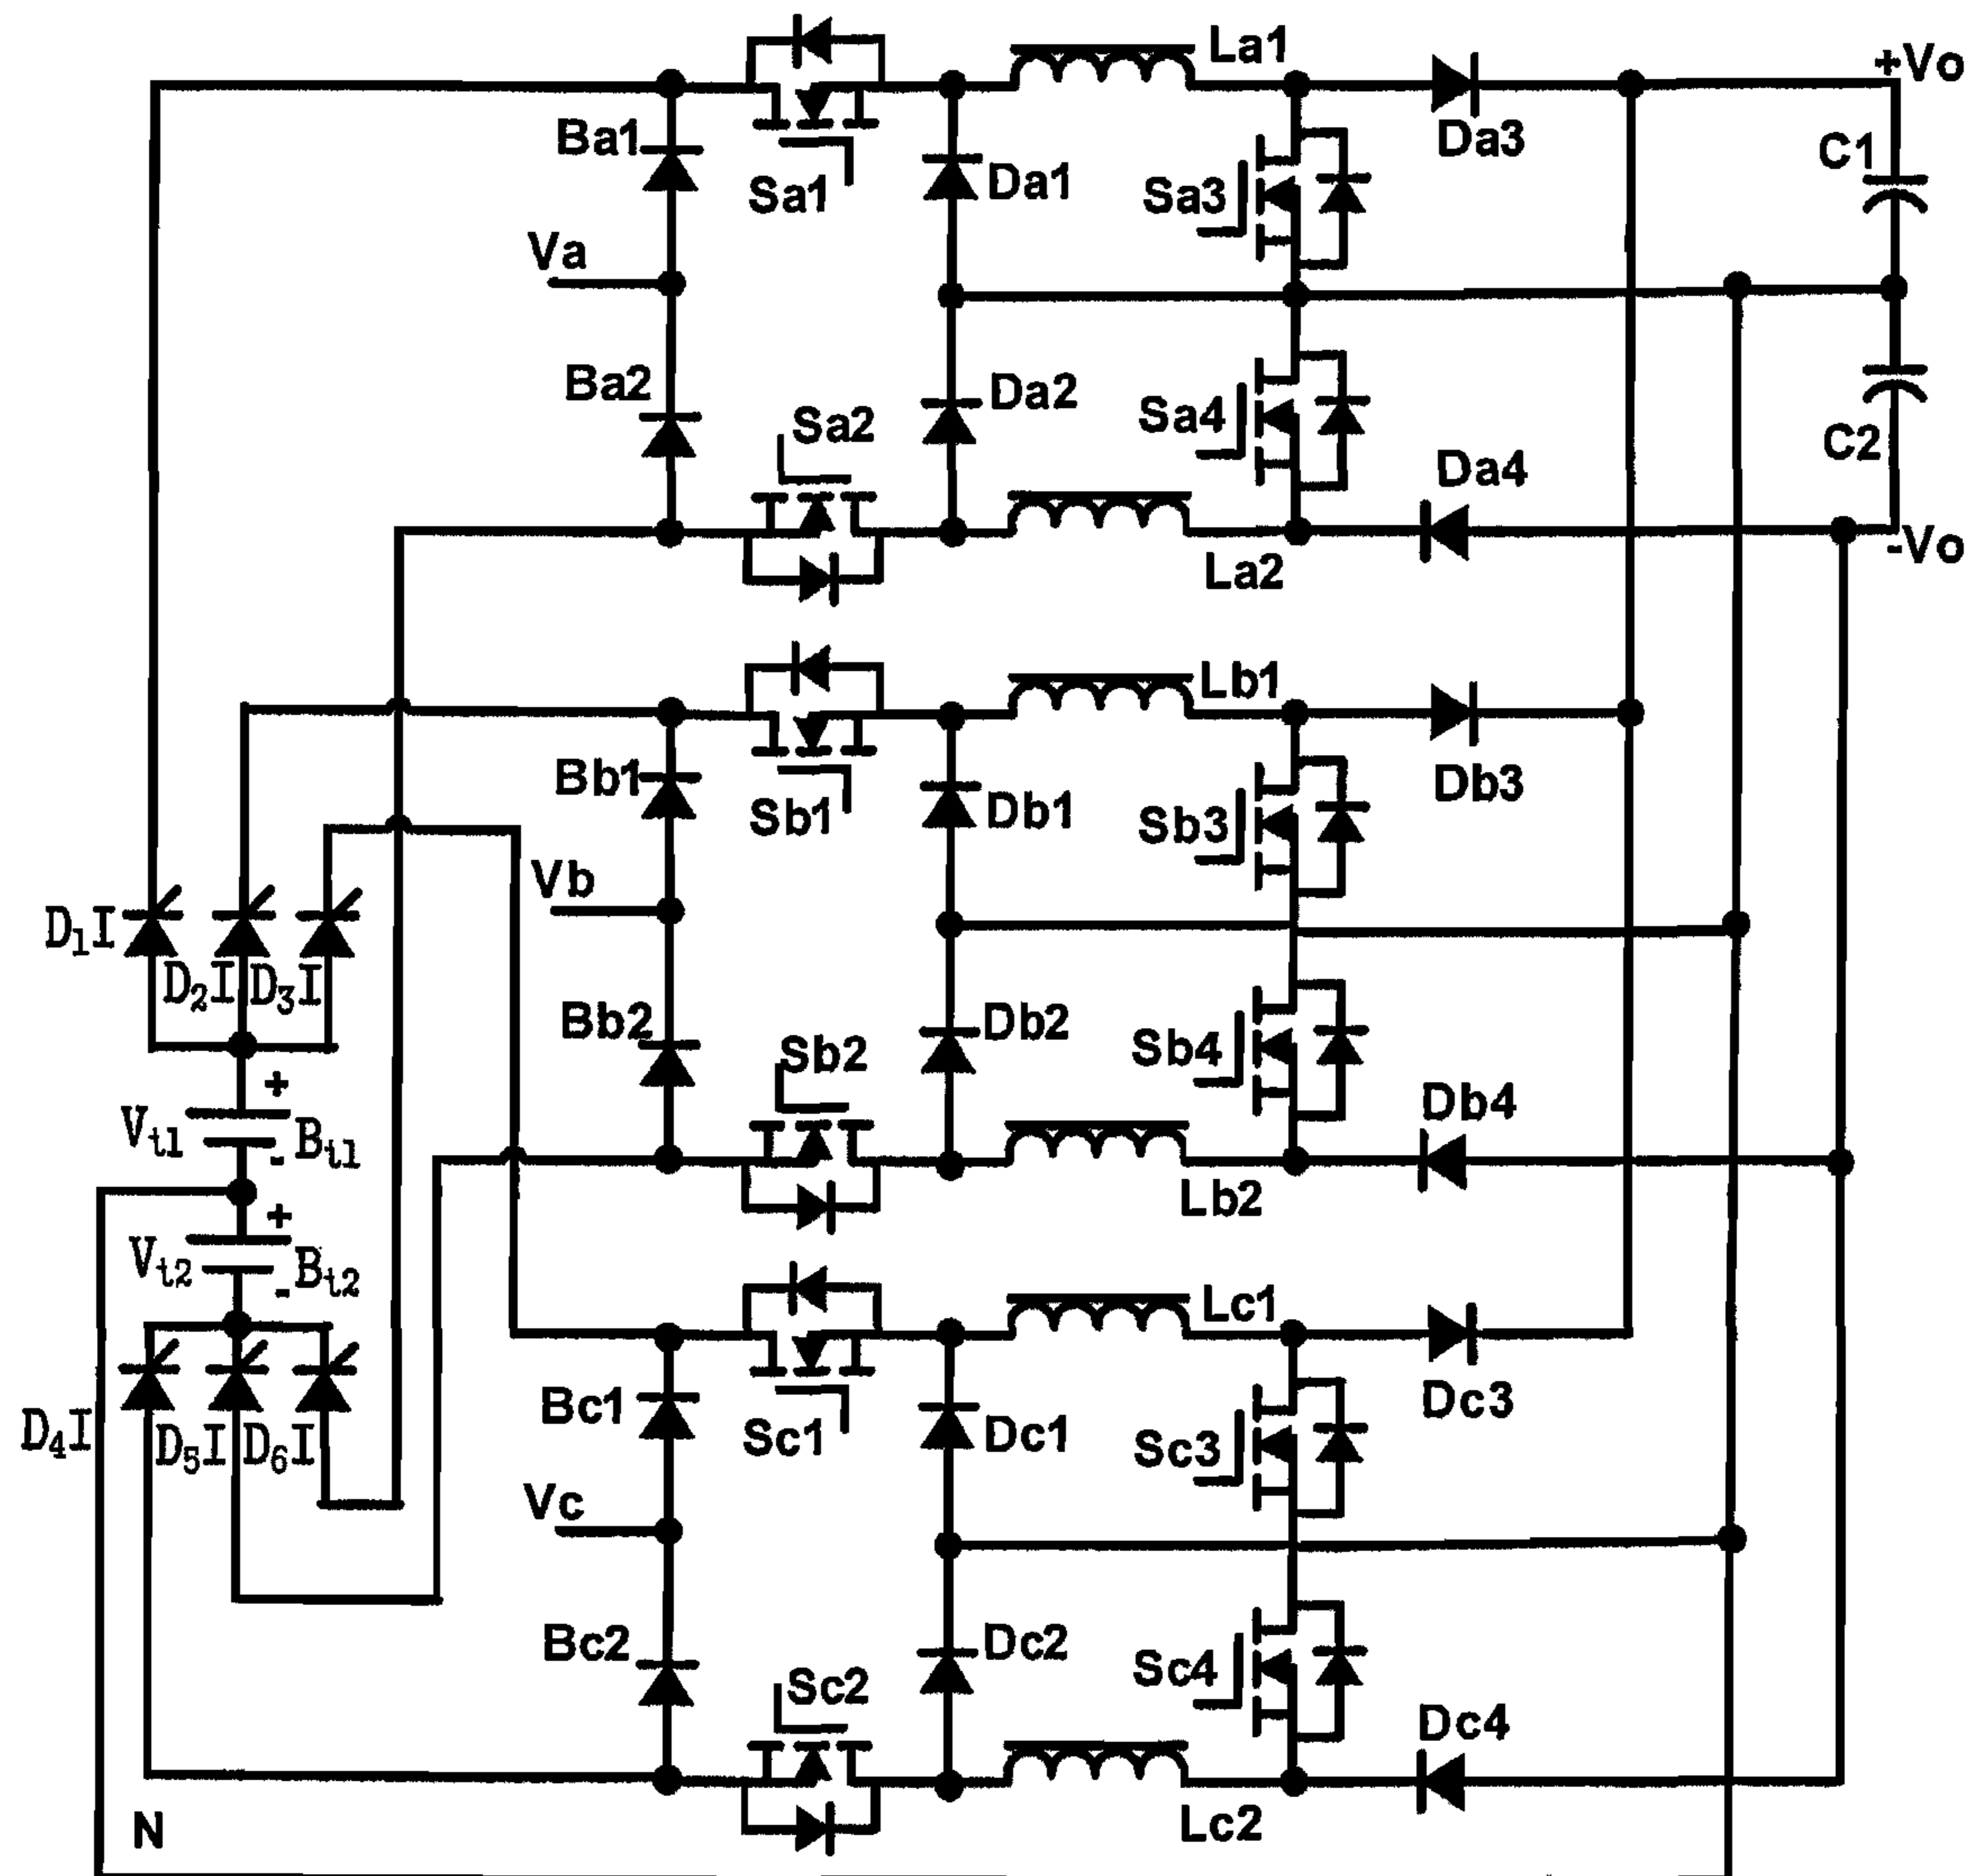 La1
+Vo
Ba1
Da3
C1
Sa1
Da1
Sa3
Va
Ba2
Sa2
Da2
Sa4
C2
Da4
-Vo
La2
Lb1
Bb1
Sb1
Db1
Sb3
Db3
Vb
D₁I
D₂I
D₃I
Bb2
Sb2
Db2
Sb4
Db4
+
Vt1
Bt1
-
Lb2
+
Vt2
Bt2
-
Lc1
Bc1
Sc1
Dc1
Sc3
Dc3
D₄I
D₅I
D₆I
Vc
Bc2
Sc2
Dc2
Sc4
Dc4
Lc2
N